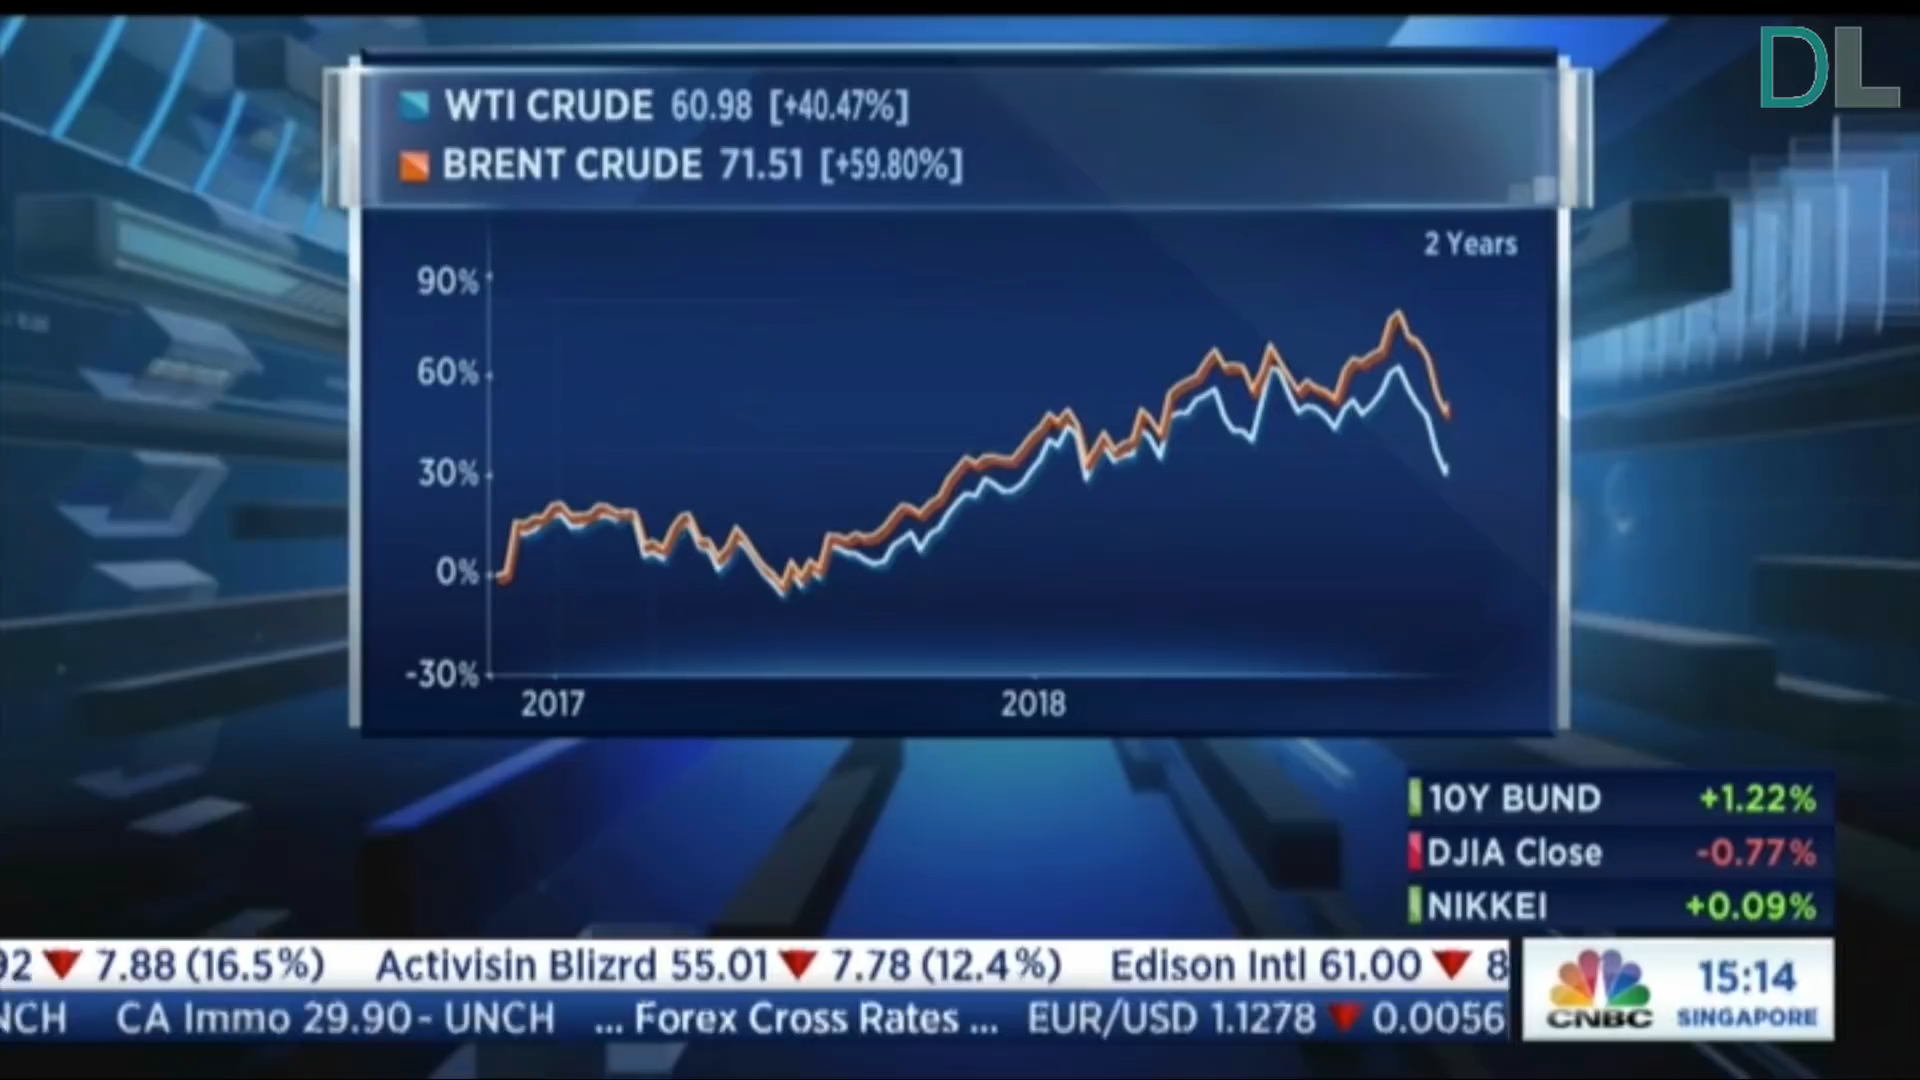 DL
WTI CRUDE 60.98 [+40.47%]
BRENT CRUDE 71.51 [+59.80%]
2 Years
90%
60%
30%
0%
-30%
2017 2018
10Y BUND +1.22%
DJIA Close -0.77%
NIKKEI +0.09%
92 ▼ 7.88 (16.5%) Activisin Blizrd 55.01 ▼ 7.78 (12.4%) Edison Intl 61.00 ▼ 8
NCH CA Immo 29.90 - UNCH ... Forex Cross Rates ... EUR/USD 1.1278 ▼ 0.0056
15:14
CNBC SINGAPORE